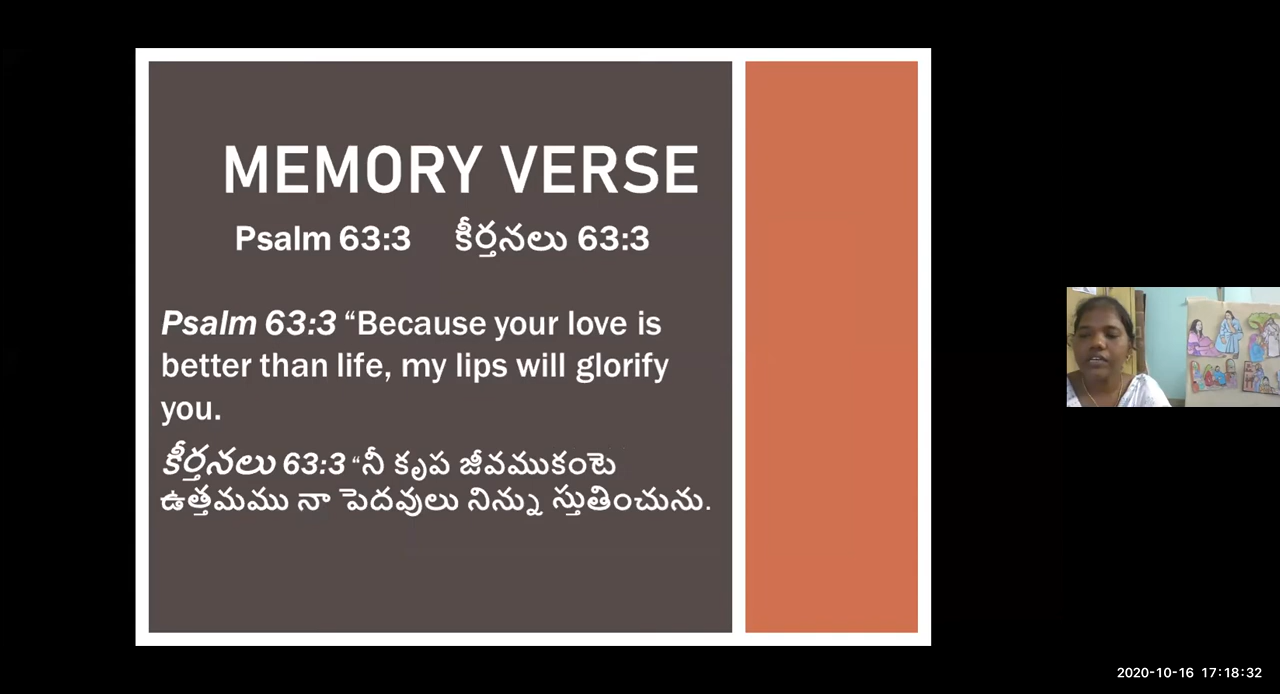 MEMORY VERSE
Psalm 63:3 కీర్తనలు 63:3
Psalm 63:3 “Because your love is
better than life, my lips will glorify
you.
కీర్తనలు 63:3 “నీ కృప జీవముకంటె
ఉత్తమము నా పెదవులు నిన్ను స్తుతించును.
2020-10-16 17:18:32